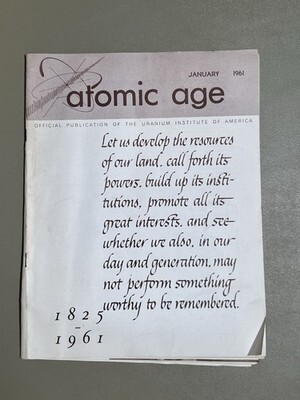 JANUARY 1961
atomic age
OFFICIAL PUBLICATION OF THE URANIUM INSTITUTE OF AMERICA
Let us develop the resources
of our land, call forth its
powers, build up its insti-
tutions, promote all its
great interests, and see
whether we also, in our
day and generation, may
not perform something
worthy to be remembered.
1825
–
1961